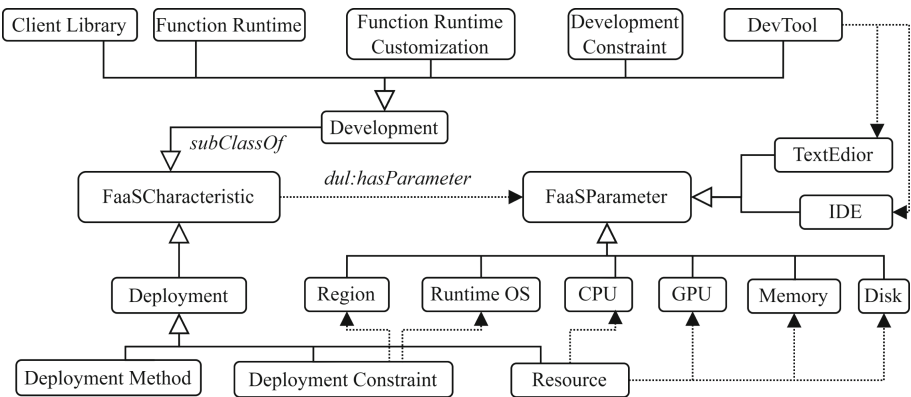 Client Library
Function Runtime
Function Runtime
Customization
Development
Constraint
DevTool
Development
subClassOf
TextEdior
FaaSCharacteristic
dul:hasParameter
FaaSParameter
IDE
Deployment
Region
Runtime OS
CPU
GPU
Memory
Disk
Deployment Method
Deployment Constraint
Resource